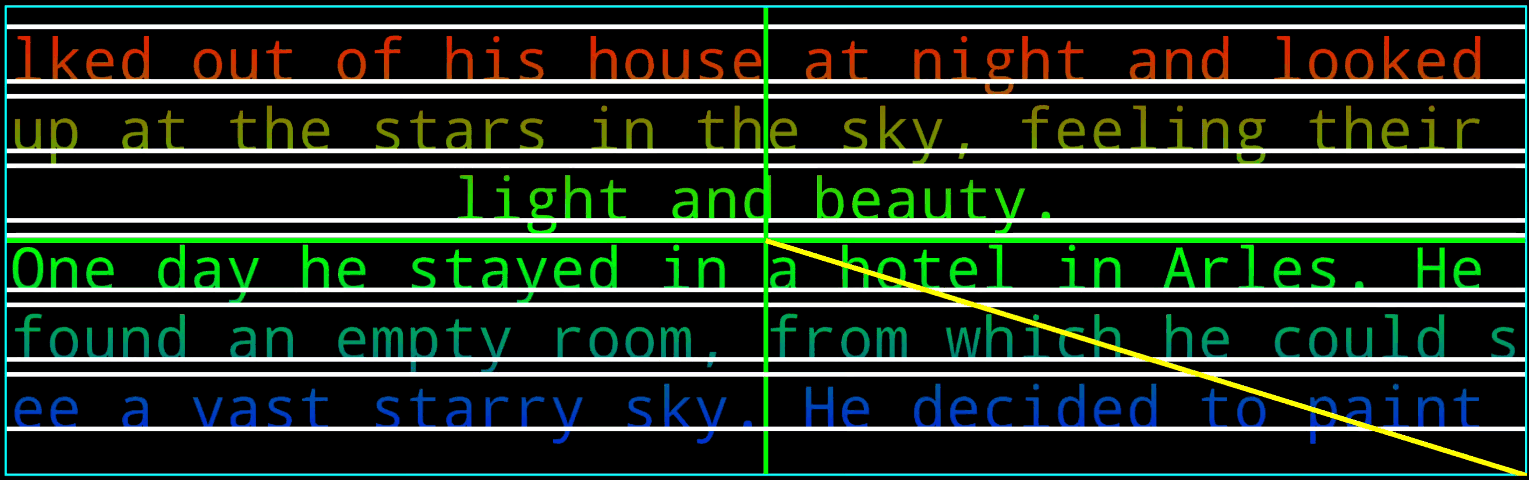 lked out of his house at night and looked
up at the stars in the sky, feeling their
light and beauty.
One day he stayed in a hotel in Arles. He
found an empty room, from which he could s
ee a vast starry sky. He decided to paint